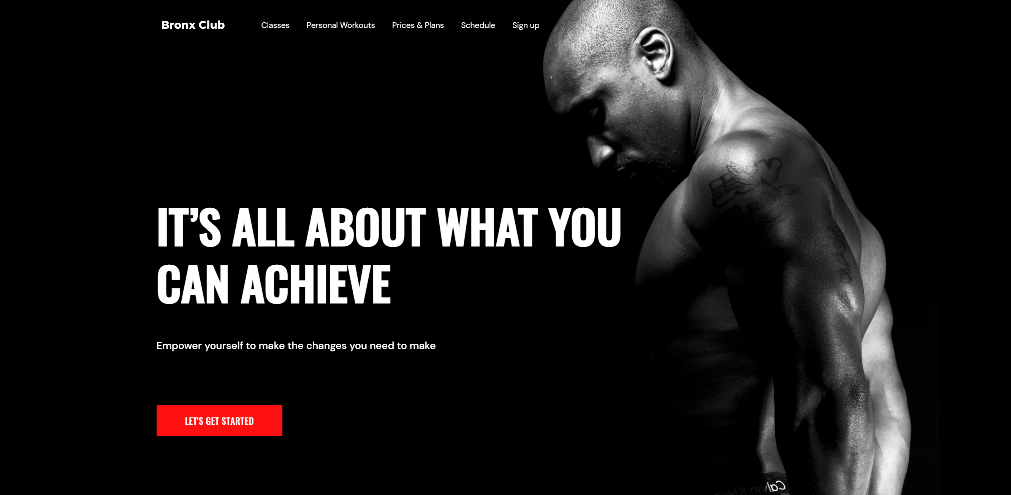 Bronx Club
Classes
Personal Workouts
Prices & Plans
Schedule
Sign up
IT'S ALL ABOUT WHAT YOU
CAN ACHIEVE
Empower yourself to make the changes you need to make
LET'S GET STARTED